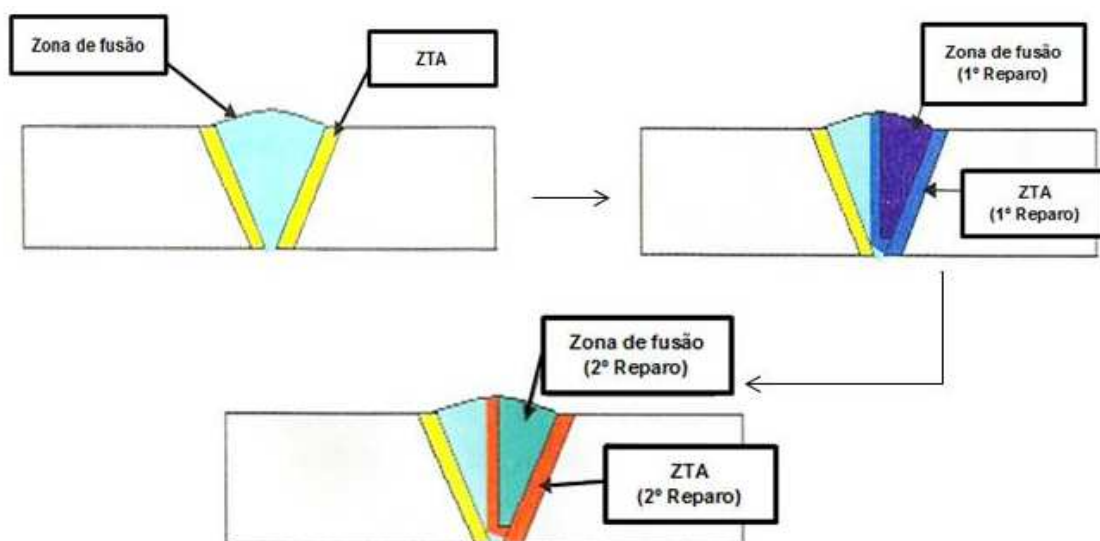 Zona de fusão
ZTA
Zona de fusão
(1º Reparo)
ZTA
(1º Reparo)
Zona de fusão
(2º Reparo)
ZTA
(2º Reparo)